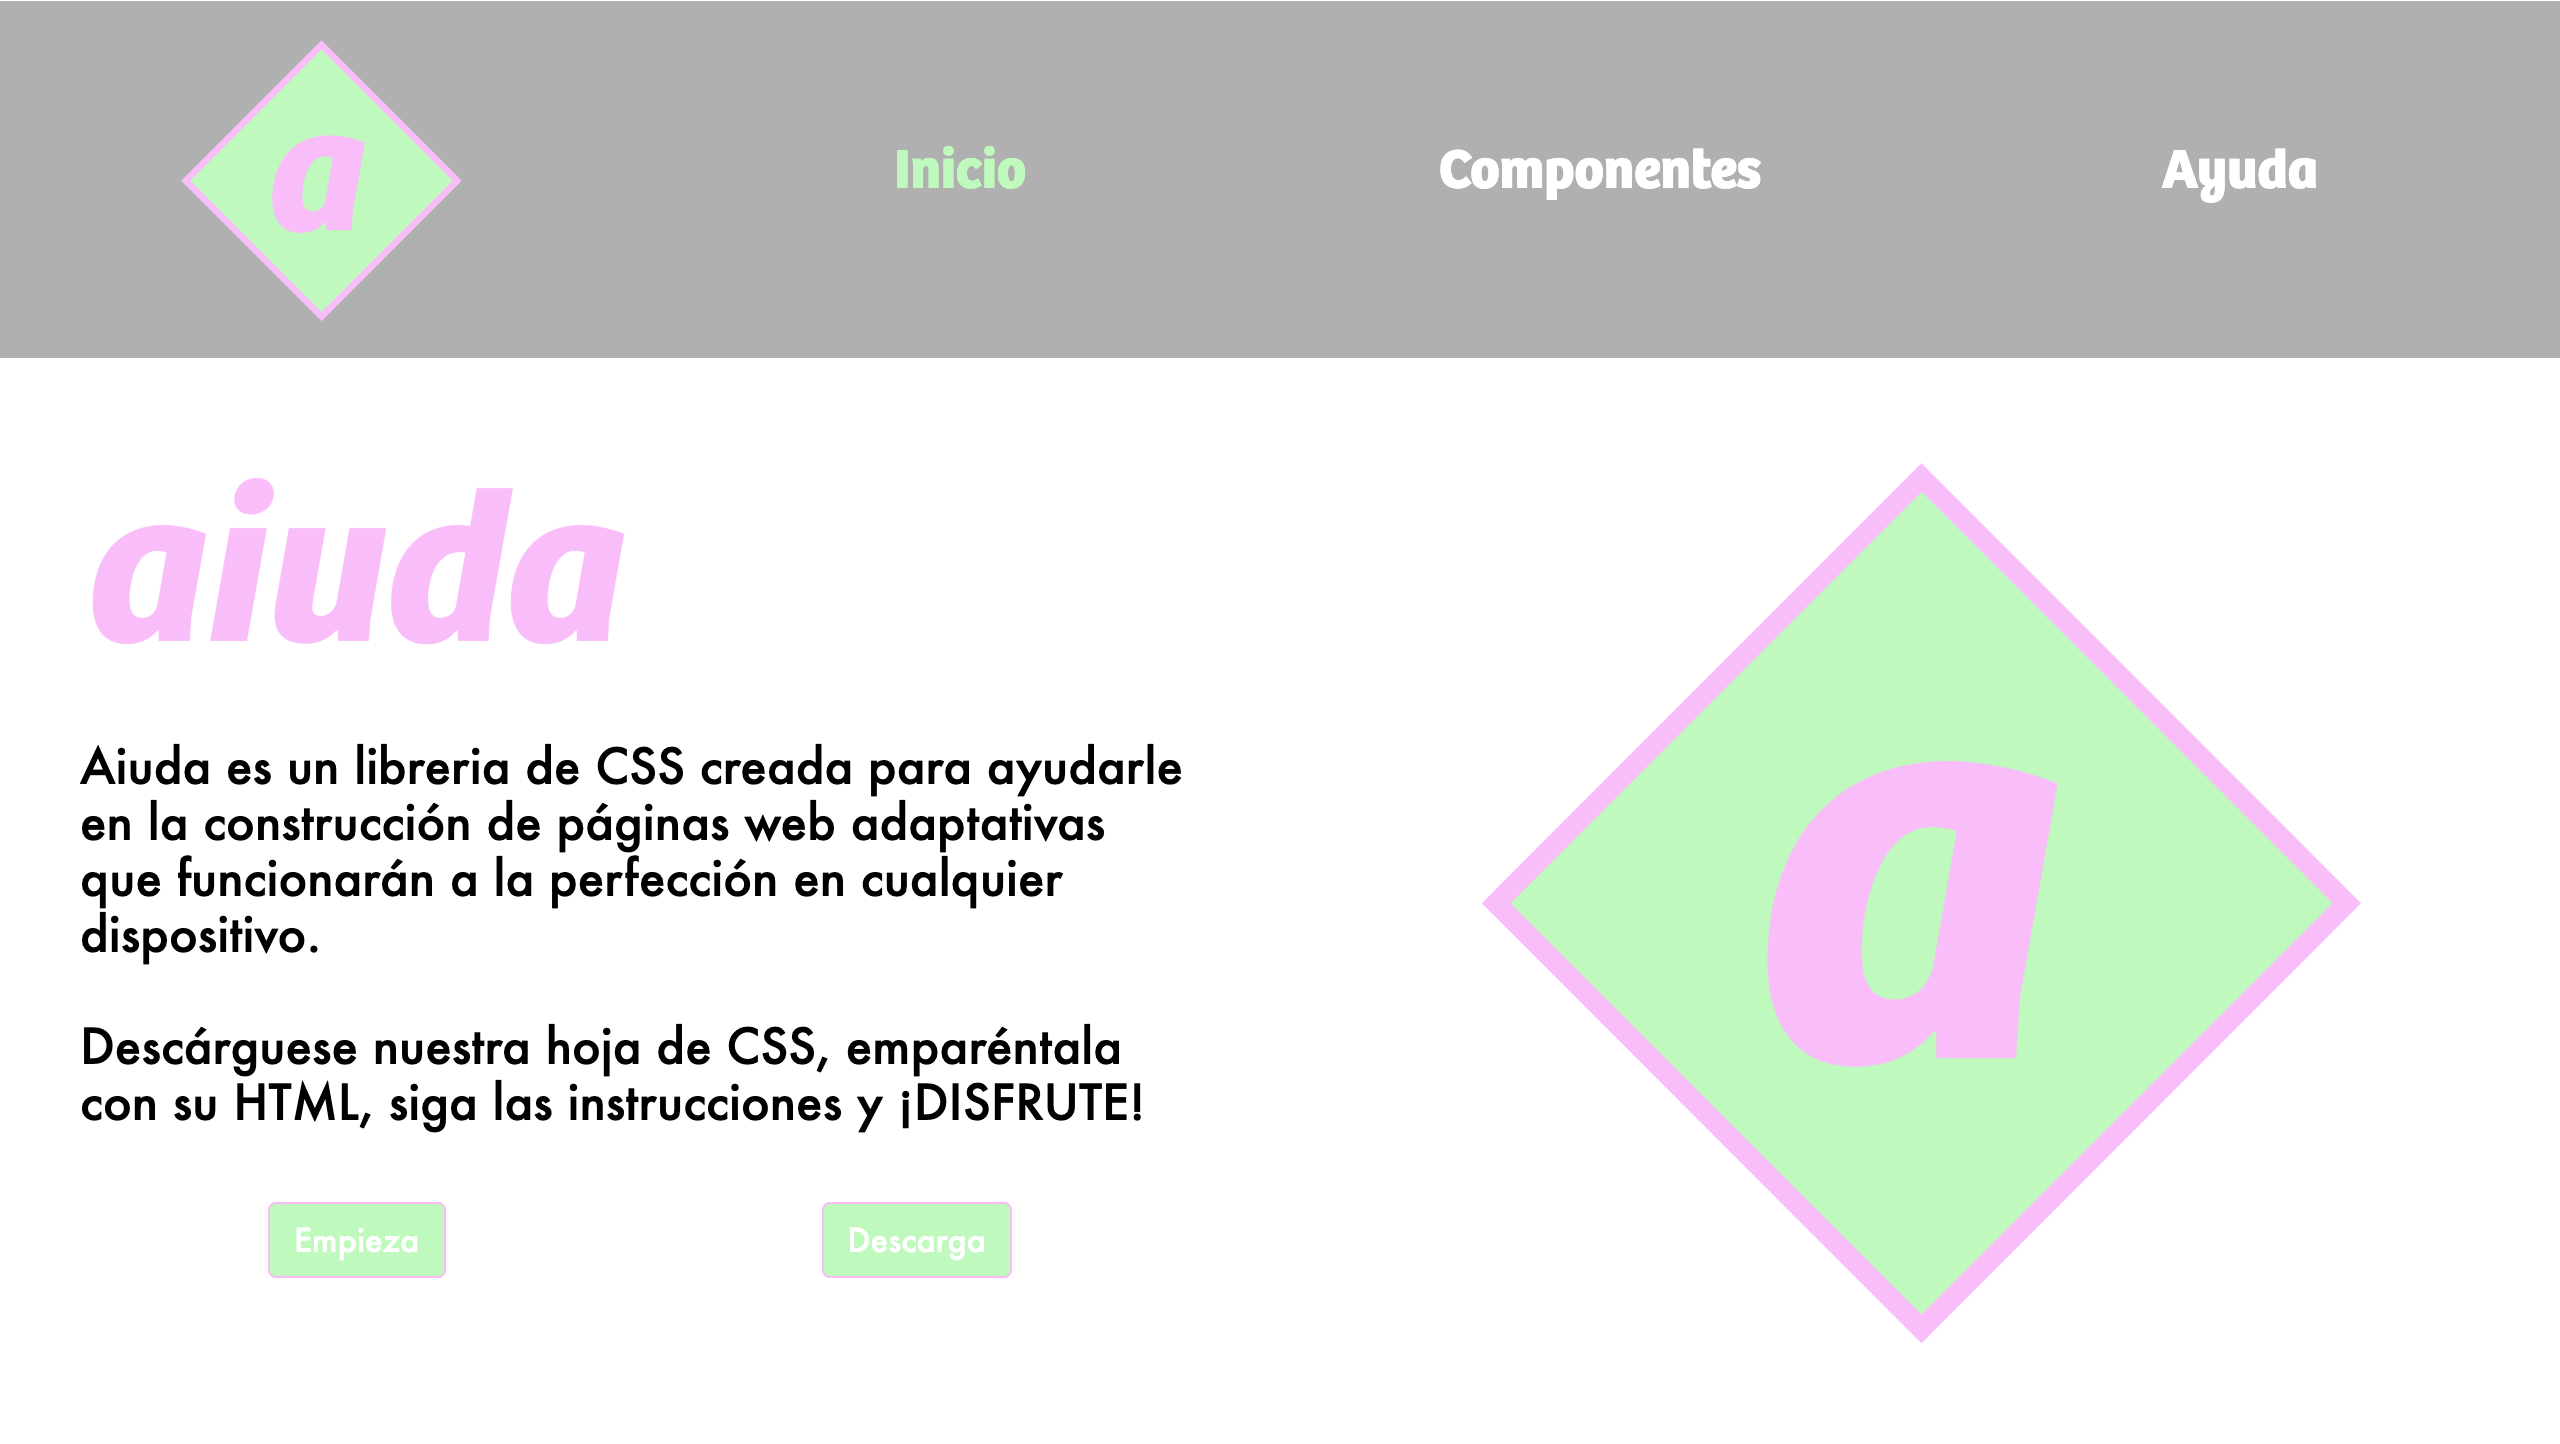 a
Inicio
Componentes
Ayuda
aiuda
Aiuda es un libreria de CSS creada para ayudarle
en la construcción de páginas web adaptativas
que funcionarán a la perfección en cualquier
dispositivo.
Descárguese nuestra hoja de CSS, emparéntala
con su HTML, siga las instrucciones y ¡DISFRUTE!
Empieza
Descarga
a